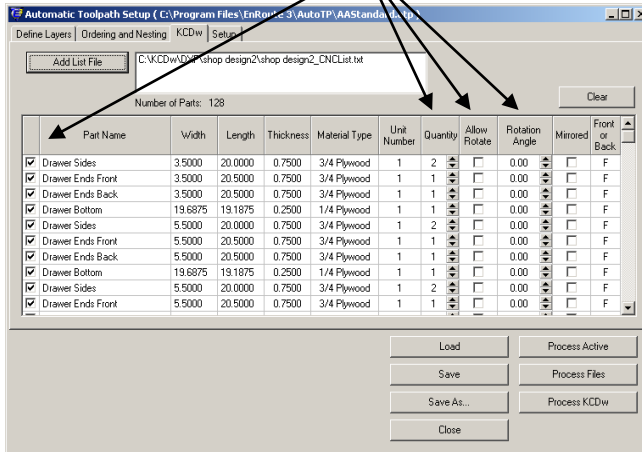 Automatic Toolpath Setup ( C:\Program Files\EnRoute 3\AutoTP\AAStandard.atp )
Define Layers Ordering and Nesting KCDw Setup
Add List File C:\KCDw\DXF\shop design2\shop design2_CNCList.txt
Number of Parts: 128 Clear
Part Name Width Length Thickness Material Type Unit Number Quantity Allow Rotate Rotation Angle Mirrored Front or Back
Drawer Sides 3.5000 20.0000 0.7500 3/4 Plywood 1 2 0.00 F
Drawer Ends Front 3.5000 20.5000 0.7500 3/4 Plywood 1 1 0.00 F
Drawer Ends Back 3.5000 20.5000 0.7500 3/4 Plywood 1 1 0.00 F
Drawer Bottom 19.6875 19.1875 0.2500 1/4 Plywood 1 1 0.00 F
Drawer Sides 5.5000 20.0000 0.7500 3/4 Plywood 1 2 0.00 F
Drawer Ends Front 5.5000 20.5000 0.7500 3/4 Plywood 1 1 0.00 F
Drawer Ends Back 5.5000 20.5000 0.7500 3/4 Plywood 1 1 0.00 F
Drawer Bottom 19.6875 19.1875 0.2500 1/4 Plywood 1 1 0.00 F
Drawer Sides 5.5000 20.0000 0.7500 3/4 Plywood 1 2 0.00 F
Drawer Ends Front 5.5000 20.5000 0.7500 3/4 Plywood 1 1 0.00 F
Load Process Active
Save Process Files
Save As... Process KCDw
Close